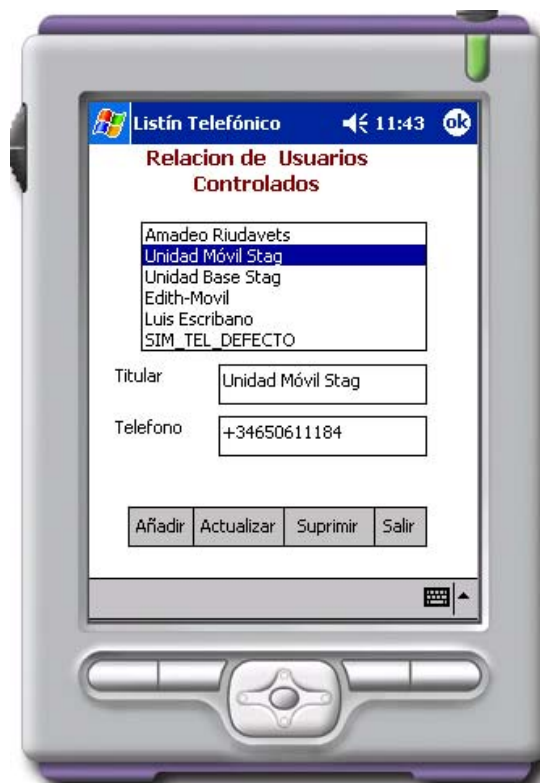 Listín Telefónico 11:43 ok
Relacion de Usuarios
Controlados
Amadeo Riudavets
Unidad Móvil Stag
Unidad Base Stag
Edith-Movil
Luis Escribano
SIM_TEL_DEFECTO
Titular Unidad Móvil Stag
Telefono +34650611184
Añadir Actualizar Suprimir Salir